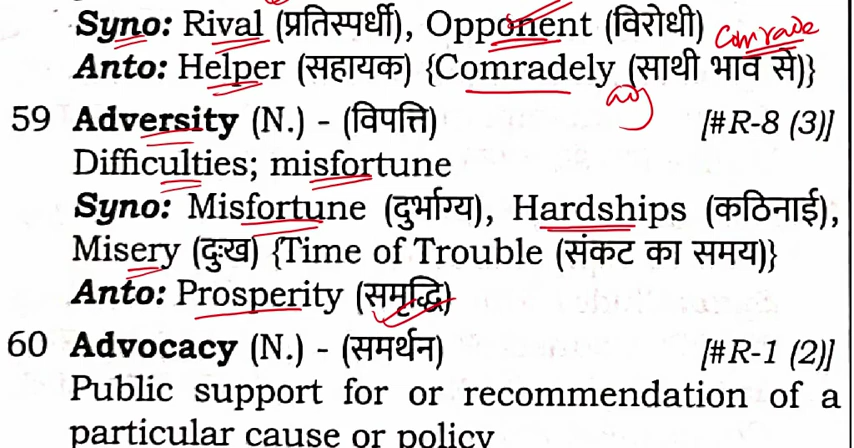 Syno: Rival (प्रतिस्पर्धी), Opponent (विरोधी)
Comrade
Anto: Helper (सहायक) {Comradely (साथी भाव से)}
59 Adversity (N.) - (विपत्ति) [#R-8 (3)]
Difficulties; misfortune
Syno: Misfortune (दुर्भाग्य), Hardships (कठिनाई),
Misery (दुःख) {Time of Trouble (संकट का समय)}
Anto: Prosperity (समृद्धि)
60 Advocacy (N.) - (समर्थन) [#R-1 (2)]
Public support for or recommendation of a
particular cause or policy